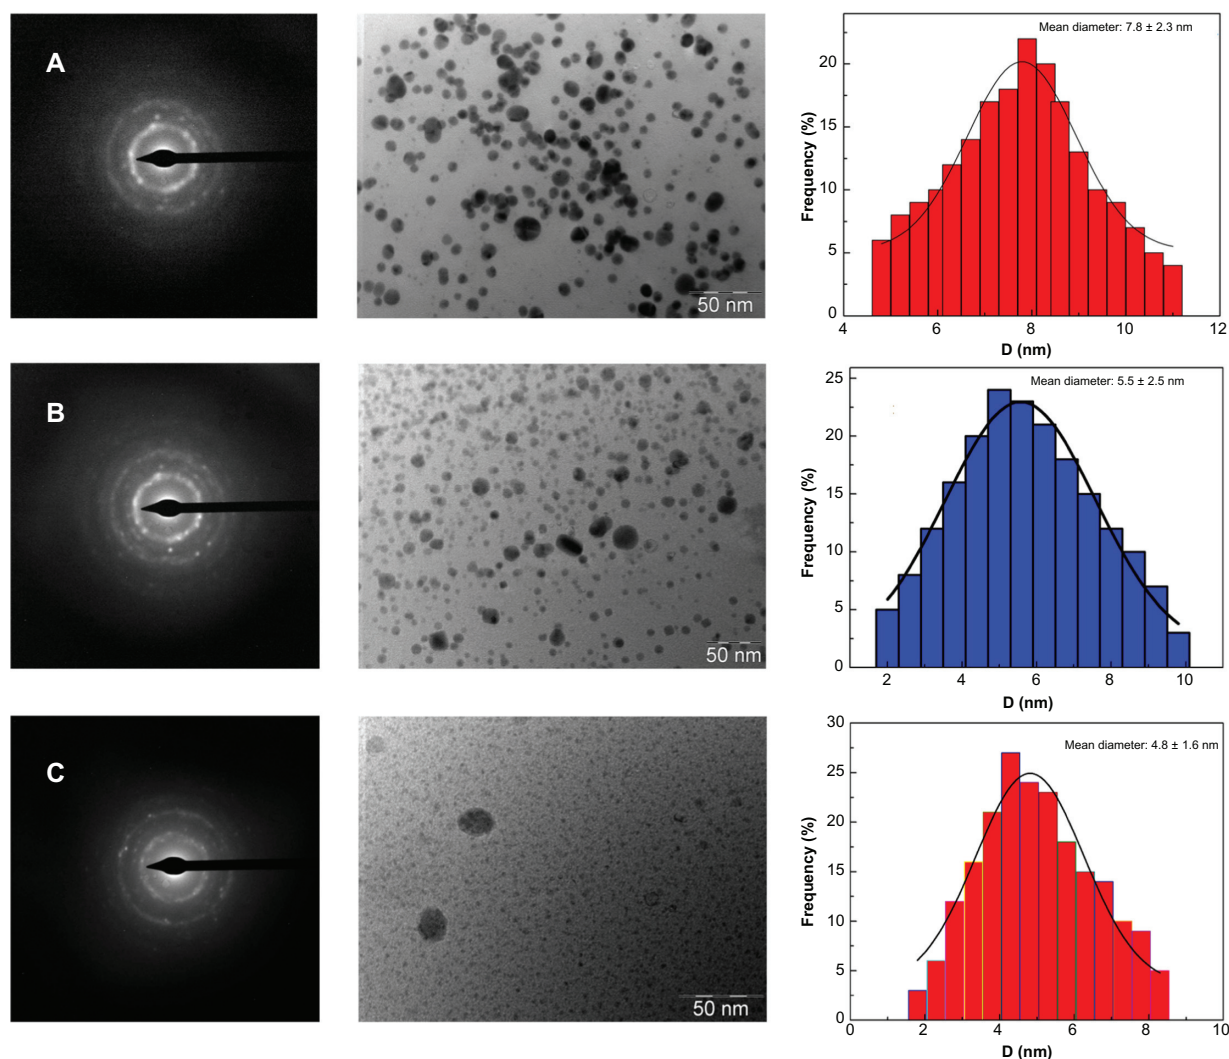 A
50 nm
Mean diameter: 7.8 ± 2.3 nm
Frequency (%)
20
15
10
5
0
4
6
8
10
12
D (nm)
B
50 nm
Mean diameter: 5.5 ± 2.5 nm
Frequency (%)
25
20
15
10
5
0
2
4
6
8
10
D (nm)
C
50 nm
Mean diameter: 4.8 ± 1.6 nm
Frequency (%)
30
25
20
15
10
5
0
0
2
4
6
8
10
D (nm)